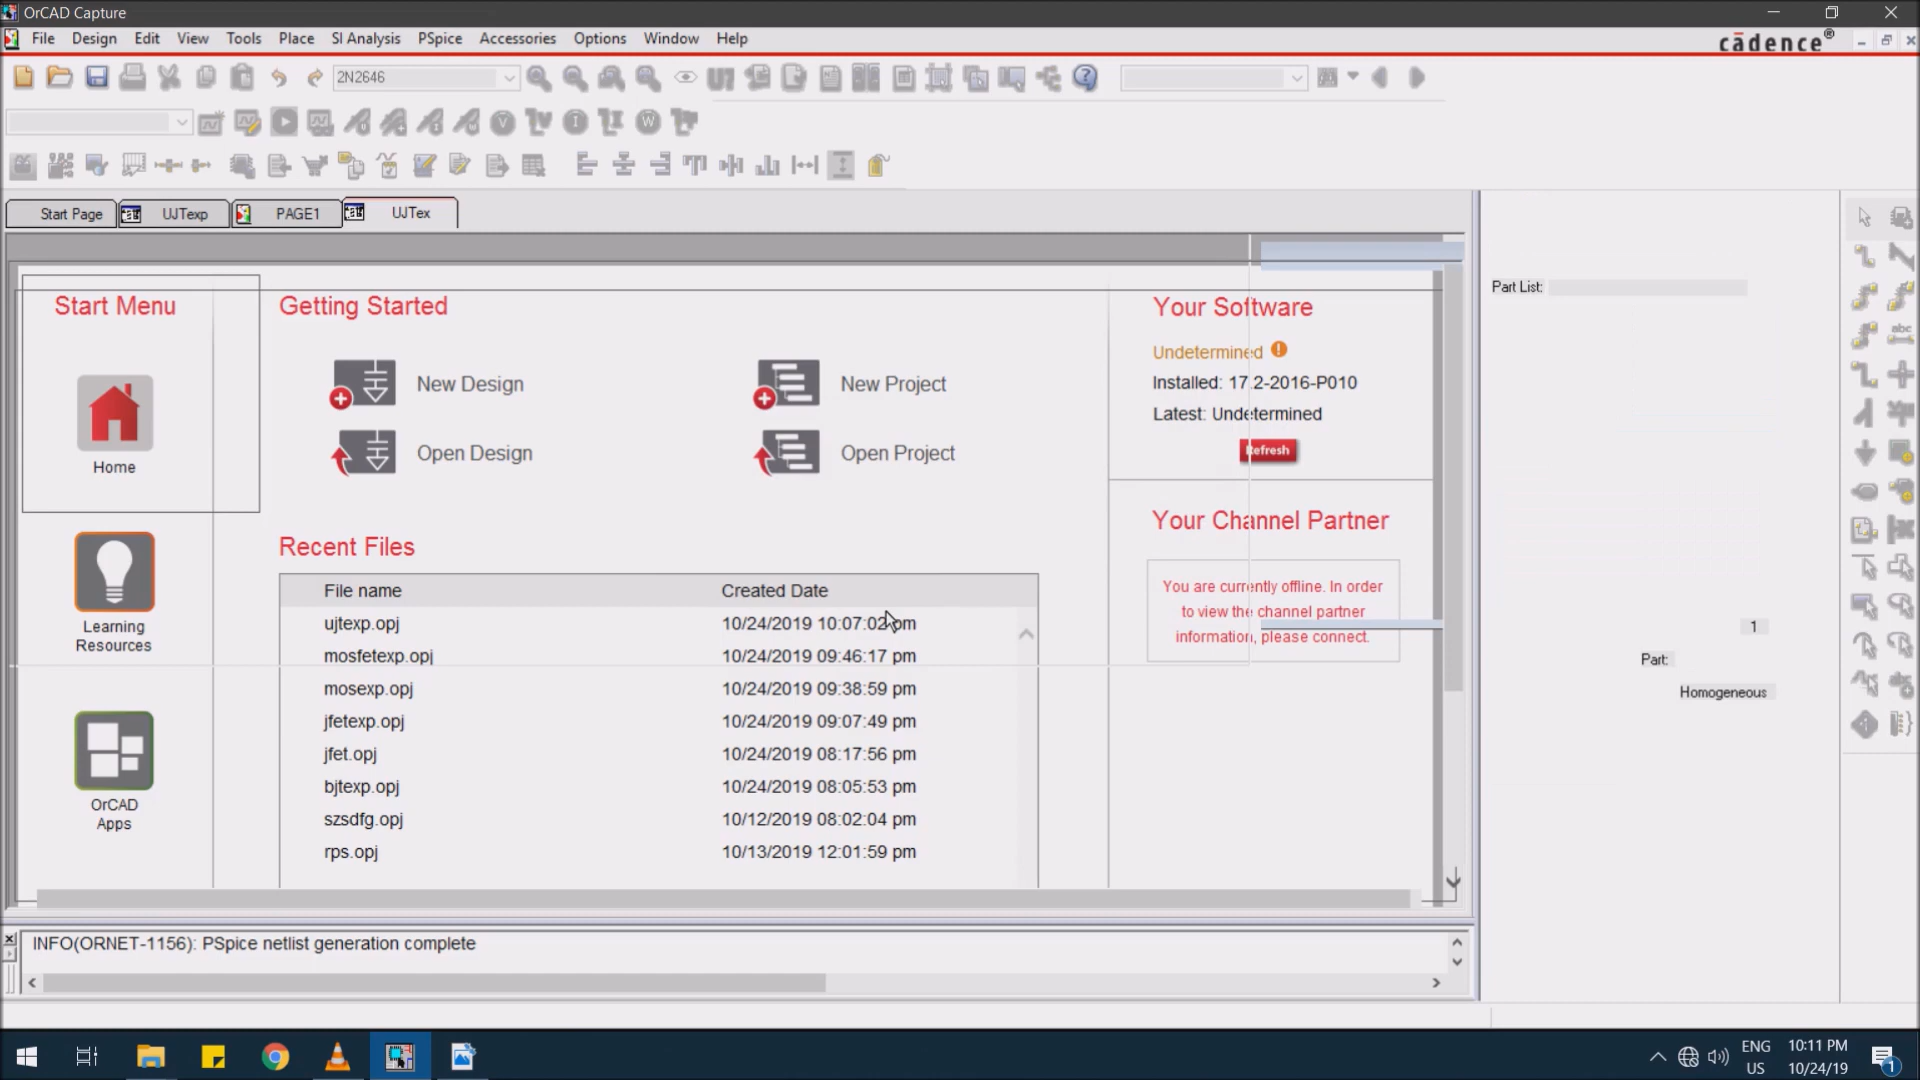 OrCAD Capture
File Design Edit View Tools Place SI Analysis PSpice Accessories Options Window Help
cādence®
2N2646
U?
V
I
W
Start Page
UJTexp
PAGE1
UJTex
Start Menu
Home
Learning
Resources
OrCAD
Apps
Getting Started
New Design
New Project
Open Design
Open Project
Recent Files
File name Created Date
ujtexp.opj 10/24/2019 10:07:02 pm
mosfetexp.opj 10/24/2019 09:46:17 pm
mosexp.opj 10/24/2019 09:38:59 pm
jfetexp.opj 10/24/2019 09:07:49 pm
jfet.opj 10/24/2019 08:17:56 pm
bjtexp.opj 10/24/2019 08:05:53 pm
szsdfg.opj 10/12/2019 08:02:04 pm
rps.opj 10/13/2019 12:01:59 pm
Your Software
Undetermined
Installed: 17.2-2016-P010
Latest: Undetermined
Refresh
Your Channel Partner
You are currently offline. In order
to view the channel partner
information, please connect.
Part List:
1
Part:
Homogeneous
abc
INFO(ORNET-1156): PSpice netlist generation complete
ENG
US
10:11 PM
10/24/19
1